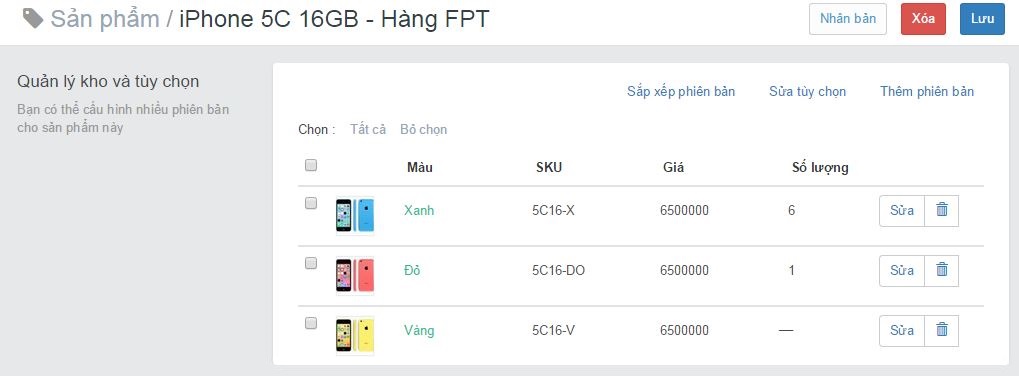 Sản phẩm / iPhone 5C 16GB - Hàng FPT
Nhân bản Xóa Lưu
Quản lý kho và tùy chọn
Bạn có thể cấu hình nhiều phiên bản
cho sản phẩm này
Sắp xếp phiên bản Sửa tùy chọn Thêm phiên bản
Chọn : Tất cả Bỏ chọn
Màu SKU Giá Số lượng
Xanh 5C16-X 6500000 6 Sửa
Đỏ 5C16-DO 6500000 1 Sửa
Vàng 5C16-V 6500000 — Sửa